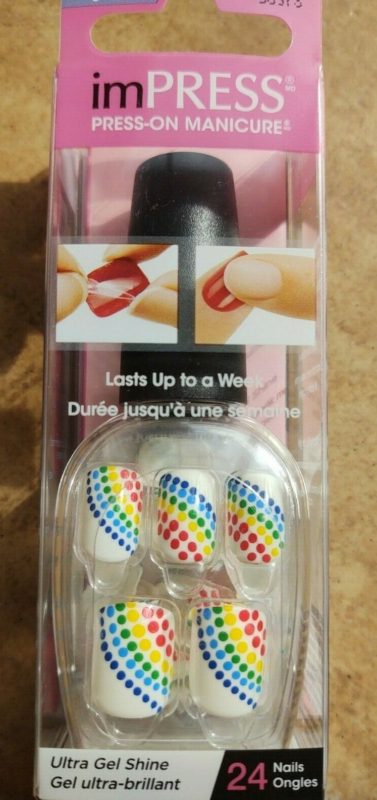 imPRESS®
MD
PRESS-ON MANICURE®
Lasts Up to a Week
Durée jusqu'à une semaine
Ultra Gel Shine
Gel ultra-brillant
24 Nails
Ongles